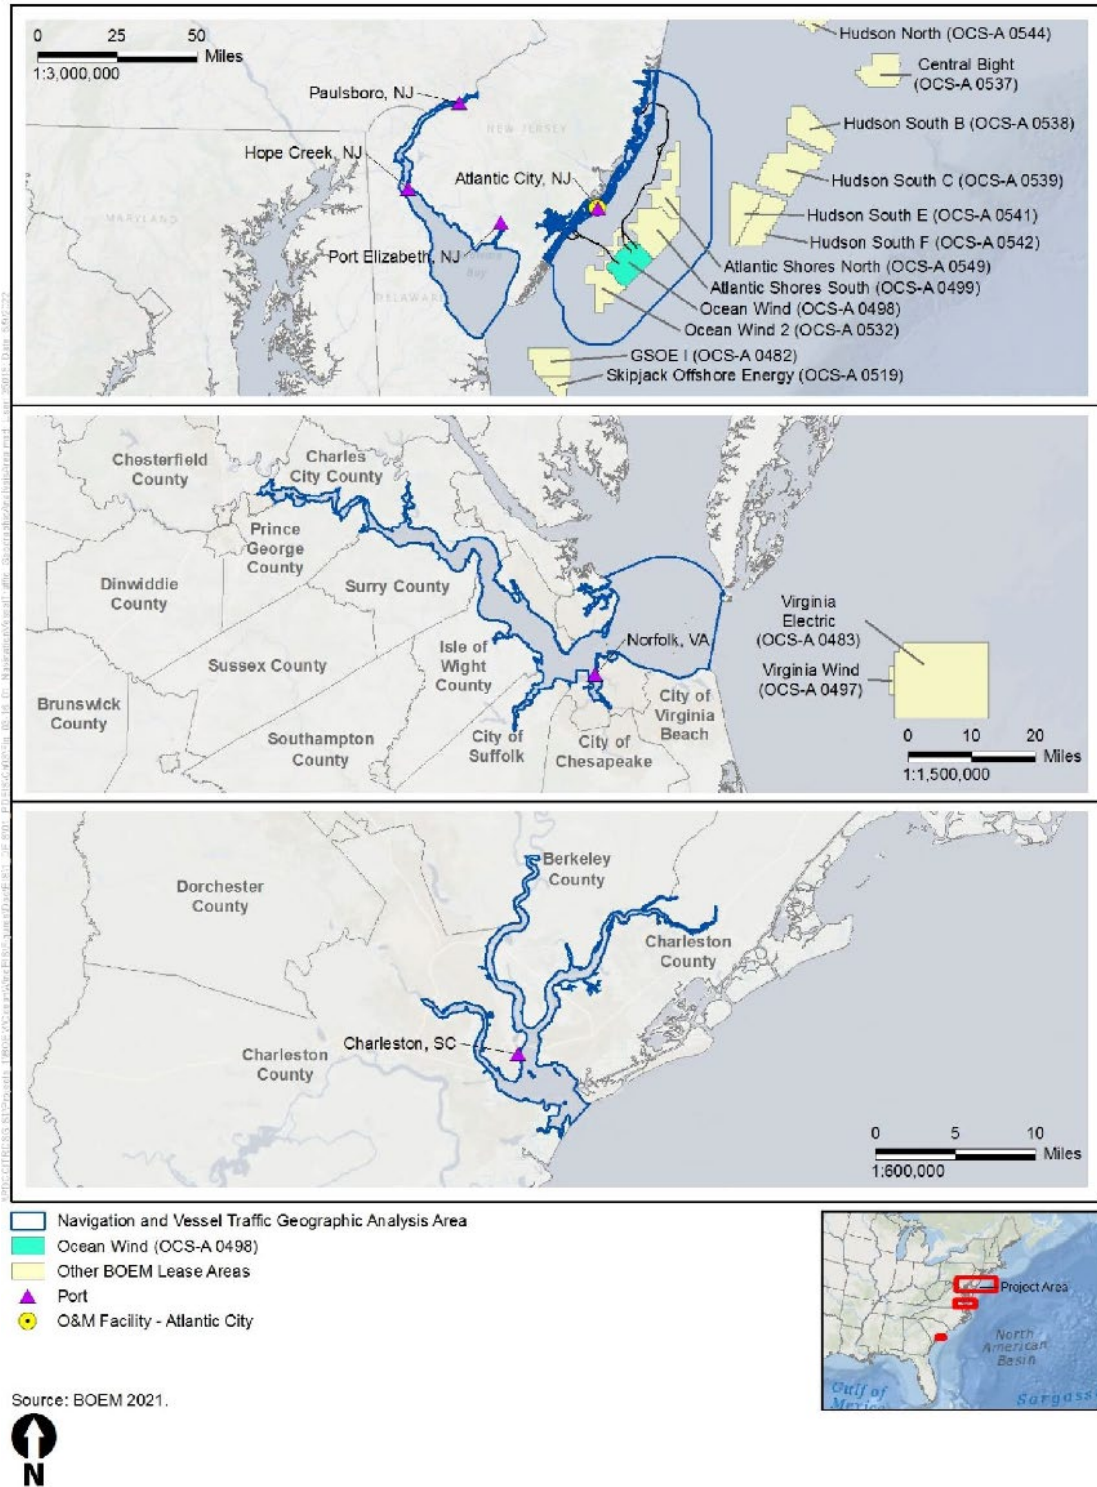 0 25 50
Miles
1:3,000,000
Hudson North (OCS-A 0544)
Central Bight
(OCS-A 0537)
Paulsboro, NJ
NEW JERSEY
Hudson South B (OCS-A 0538)
Hope Creek, NJ
Atlantic City, NJ
Hudson South C (OCS-A 0539)
MARYLAND
Hudson South E (OCS-A 0541)
Port Elizabeth, NJ
Bay
Hudson South F (OCS-A 0542)
Atlantic Shores North (OCS-A 0549)
DELAWARE
Atlantic Shores South (OCS-A 0499)
Ocean Wind (OCS-A 0498)
Ocean Wind 2 (OCS-A 0532)
GSOE I (OCS-A 0482)
Skipjack Offshore Energy (OCS-A 0519)
Chesterfield
County
Charles
City County
Prince
George
County
Dinwiddie
County
Surry County
Virginia
Electric
(OCS-A 0483)
Norfolk, VA
Isle of
Wight
County
Sussex County
Virginia Wind
(OCS-A 0497)
Brunswick
County
City of
Virginia
Beach
Southampton
County
City of
Suffolk
City of
Chesapeake
0 10 20
Miles
1:1,500,000
Berkeley
County
Dorchester
County
Charleston
County
Charleston, SC
Charleston
County
0 5 10
Miles
1:600,000
Navigation and Vessel Traffic Geographic Analysis Area
Ocean Wind (OCS-A 0498)
Other BOEM Lease Areas
Port
O&M Facility - Atlantic City
Project Area
North
American
Basin
Gulf of
Mexico
Sargass
Source: BOEM 2021.
N